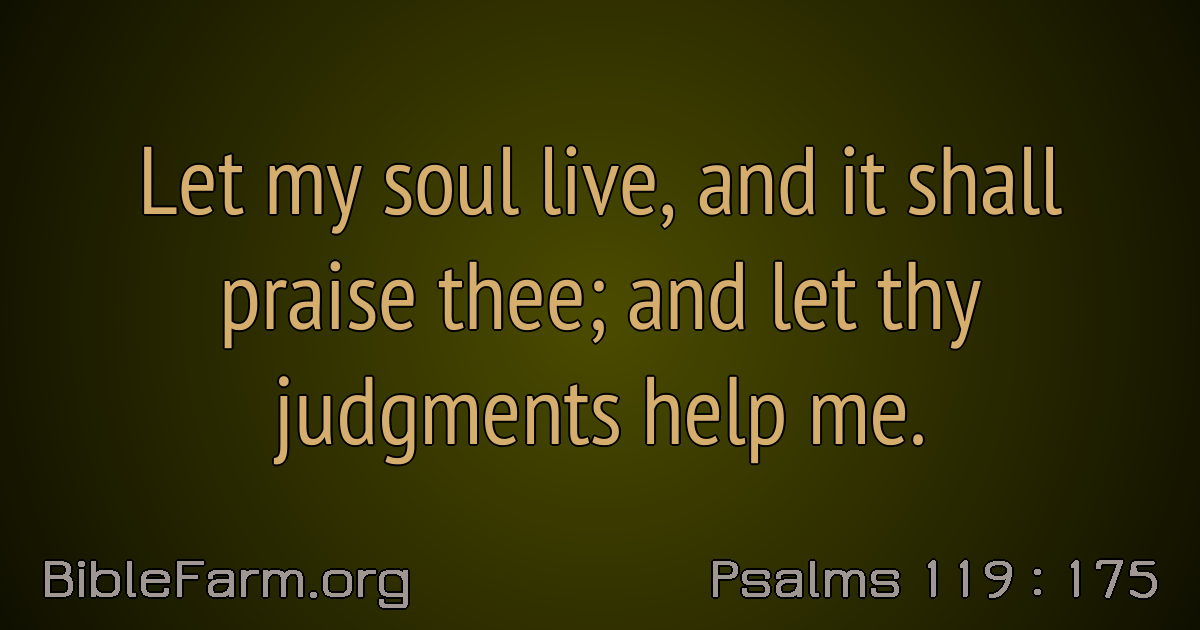 Let my soul live, and it shall
praise thee; and let thy
judgments help me.
BibleFarm.org
Psalms 119 : 175